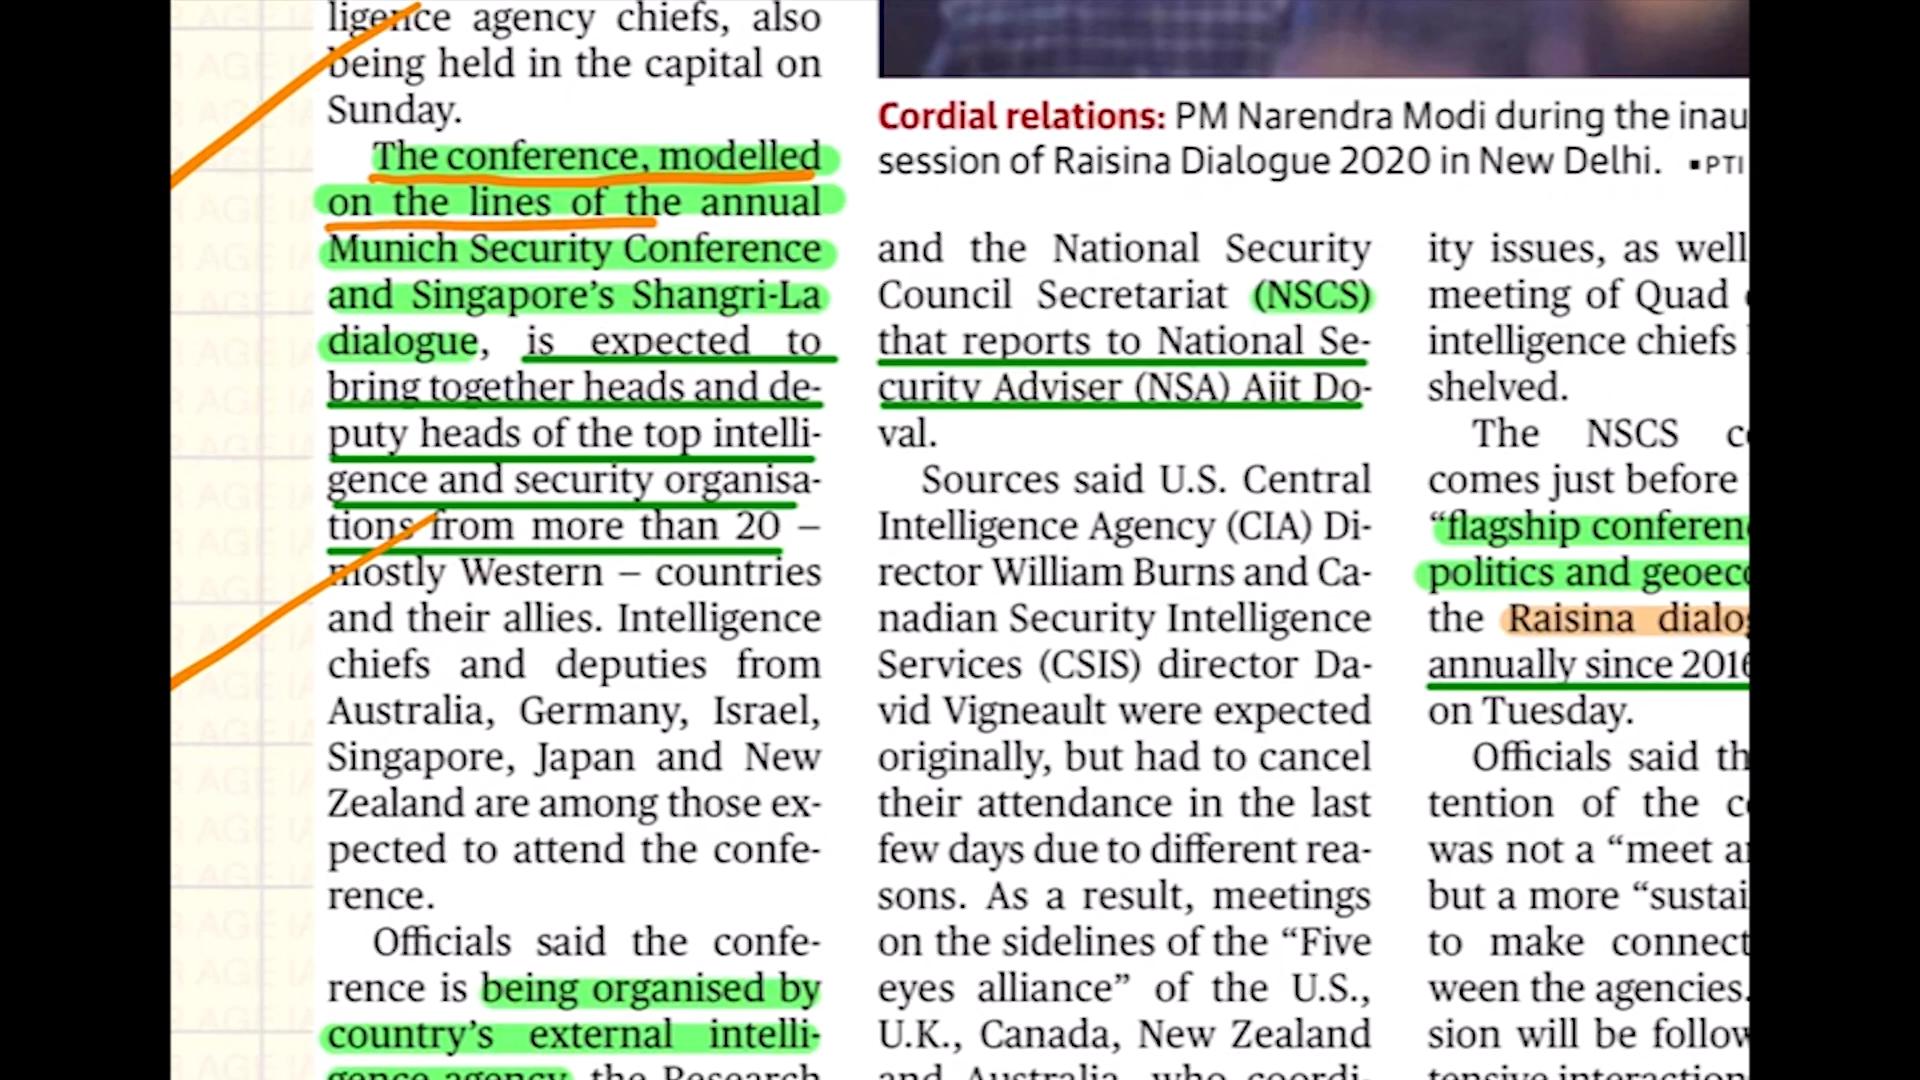 ligence agency chiefs, also
being held in the capital on
Sunday.
The conference, modelled
on the lines of the annual
Munich Security Conference
and Singapore’s Shangri-La
dialogue, is expected to
bring together heads and de-
puty heads of the top intelli-
gence and security organisa-
tions from more than 20 –
mostly Western – countries
and their allies. Intelligence
chiefs and deputies from
Australia, Germany, Israel,
Singapore, Japan and New
Zealand are among those ex-
pected to attend the confe-
rence.
Officials said the confe-
rence is being organised by
country’s external intelli-
gence agency, the Research
Cordial relations: PM Narendra Modi during the inau
session of Raisina Dialogue 2020 in New Delhi. ▪PTI
and the National Security
Council Secretariat (NSCS)
that reports to National Se-
curity Adviser (NSA) Ajit Do-
val.
Sources said U.S. Central
Intelligence Agency (CIA) Di-
rector William Burns and Ca-
nadian Security Intelligence
Services (CSIS) director Da-
vid Vigneault were expected
originally, but had to cancel
their attendance in the last
few days due to different rea-
sons. As a result, meetings
on the sidelines of the “Five
eyes alliance” of the U.S.,
U.K., Canada, New Zealand
and Australia, who coordi-
ity issues, as well
meeting of Quad
intelligence chiefs
shelved.
The NSCS
comes just before
“flagship conferen
politics and geoec
the Raisina dialog
annually since 2016
on Tuesday.
Officials said th
tention of the
was not a “meet a
but a more “sustai
to make connect
ween the agencies.
sion will be follow
tensive interaction